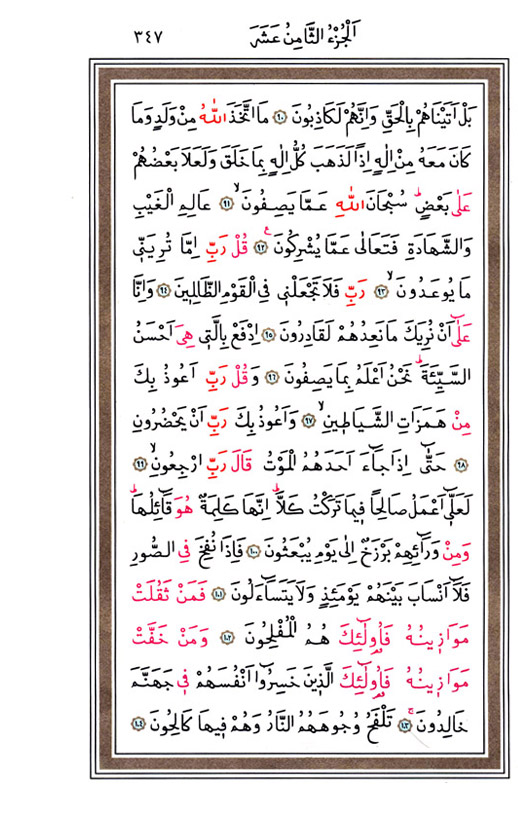 اَلْجُزْءُ الثَّامِنُ عَشَرَ ٣٤٧
بَلْ اَتَيْنَاهُمْ بِالْحَقِّ وَاِنَّهُمْ لَكَاذِبُونَ ﴿٩٠﴾ مَا اتَّخَذَ اللّٰهُ مِنْ وَلَدٍ وَمَا
كَانَ مَعَهُ مِنْ اِلٰهٍ اِذًا لَذَهَبَ كُلُّ اِلٰهٍ بِمَا خَلَقَ وَلَعَلَا بَعْضُهُمْ
عَلٰى بَعْضٍۜ سُبْحَانَ اللّٰهِ عَمَّا يَصِفُونَۙ ﴿٩١﴾ عَالِمِ الْغَيْبِ
وَالشَّهَادَةِ فَتَعَالٰى عَمَّا يُشْرِكُونَ۟ ﴿٩٢﴾ قُلْ رَبِّ اِمَّا تُرِيَنّ۪ي
مَا يُوعَدُونَۙ ﴿٩٣﴾ رَبِّ فَلَا تَجْعَلْن۪ي فِي الْقَوْمِ الظَّالِم۪ينَ ﴿٩٤﴾ وَاِنَّا
عَلٰٓى اَنْ نُرِيَكَ مَا نَعِدُهُمْ لَقَادِرُونَ ﴿٩٥﴾ اِدْفَعْ بِالَّت۪ي هِيَ اَحْسَنُ
السَّيِّئَةَۜ نَحْنُ اَعْلَمُ بِمَا يَصِفُونَ ﴿٩٦﴾ وَقُلْ رَبِّ اَعُوذُ بِكَ
مِنْ هَمَزَاتِ الشَّيَاط۪ينِۙ ﴿٩٧﴾ وَاَعُوذُ بِكَ رَبِّ اَنْ يَحْضُرُونِ
﴿٩٨﴾ حَتّٰٓى اِذَا جَٓاءَ اَحَدَهُمُ الْمَوْتُ قَالَ رَبِّ ارْجِعُونِۙ ﴿٩٩﴾
لَعَلّ۪ٓي اَعْمَلُ صَالِحًا ف۪يمَا تَرَكْتُ كَلَّاۜ اِنَّهَا كَلِمَةٌ هُوَ قَٓائِلُهَاۜ
وَمِنْ وَرَٓائِهِمْ بَرْزَخٌ اِلٰى يَوْمِ يُبْعَثُونَ ﴿١٠٠﴾ فَاِذَا نُفِخَ فِي الصُّورِ
فَلَٓا اَنْسَابَ بَيْنَهُمْ يَوْمَئِذٍ وَلَا يَتَسَٓاءَلُونَ ﴿١٠١﴾ فَمَنْ ثَقُلَتْ
مَوَاز۪ينُهُ فَاُو۬لٰٓئِكَ هُمُ الْمُفْلِحُونَ ﴿١٠٢﴾ وَمَنْ خَفَّتْ
مَوَاز۪ينُهُ فَاُو۬لٰٓئِكَ الَّذ۪ينَ خَسِرُٓوا اَنْفُسَهُمْ ف۪ي جَهَنَّمَ
خَالِدُونَۚ ﴿١٠٣﴾ تَلْفَحُ وُجُوهَهُمُ النَّارُ وَهُمْ ف۪يهَا كَالِحُونَ ﴿١٠٤﴾